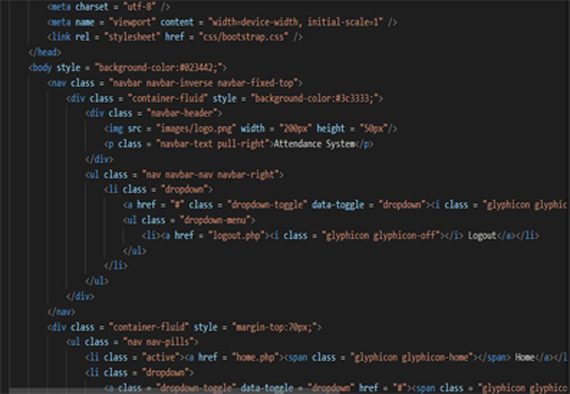 <meta charset = "utf-8" />
<meta name = "viewport" content = "width=device-width, initial-scale=1" />
<link rel = "stylesheet" href = "css/bootstrap.css" />
</head>
<body style = "background-color:#023442;">
<nav class = "navbar navbar-inverse navbar-fixed-top">
<div class = "container-fluid" style = "background-color:#3c3333;">
<div class = "navbar-header">
<img src = "images/logo.png" width = "200px" height = "50px"/>
<p class = "navbar-text pull-right">Attendance System</p>
</div>
<ul class = "nav navbar-nav navbar-right">
<li class = "dropdown">
<a href = "#" class = "dropdown-toggle" data-toggle = "dropdown"><i class = "glyphicon glyphic
<ul class = "dropdown-menu">
<li><a href = "logout.php"><i class = "glyphicon glyphicon-off"></i> Logout</a></li>
</ul>
</li>
</ul>
</div>
</nav>
<div class = "container-fluid" style = "margin-top:70px;">
<ul class = "nav nav-pills">
<li class = "active"><a href = "home.php"><span class = "glyphicon glyphicon-home"></span> Home</a></l
<li class = "dropdown">
<a class = "dropdown-toggle" data-toggle = "dropdown" href = "#"><span class = "glyphicon glyphico